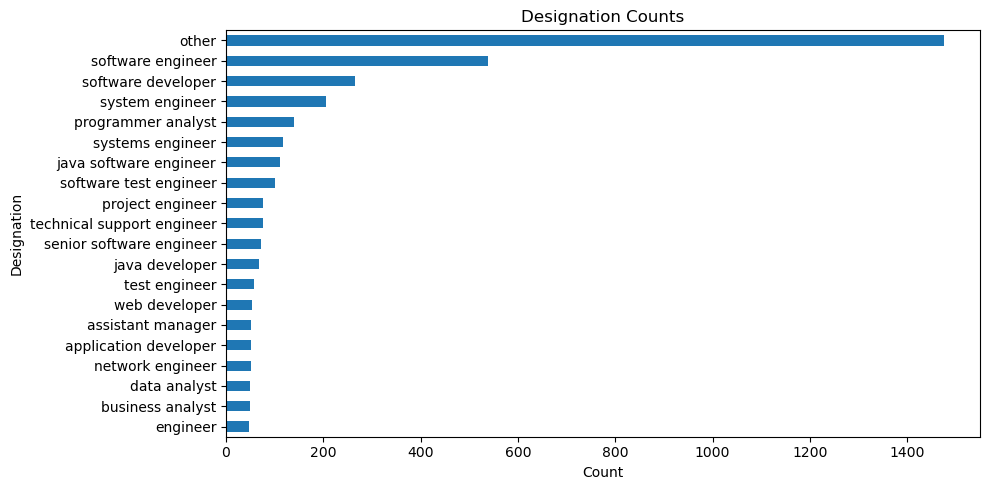 Designation Counts
other
software engineer
software developer
system engineer
programmer analyst
systems engineer
java software engineer
software test engineer
project engineer
technical support engineer
senior software engineer
java developer
test engineer
web developer
assistant manager
application developer
network engineer
data analyst
business analyst
engineer
Designation
0 200 400 600 800 1000 1200 1400
Count